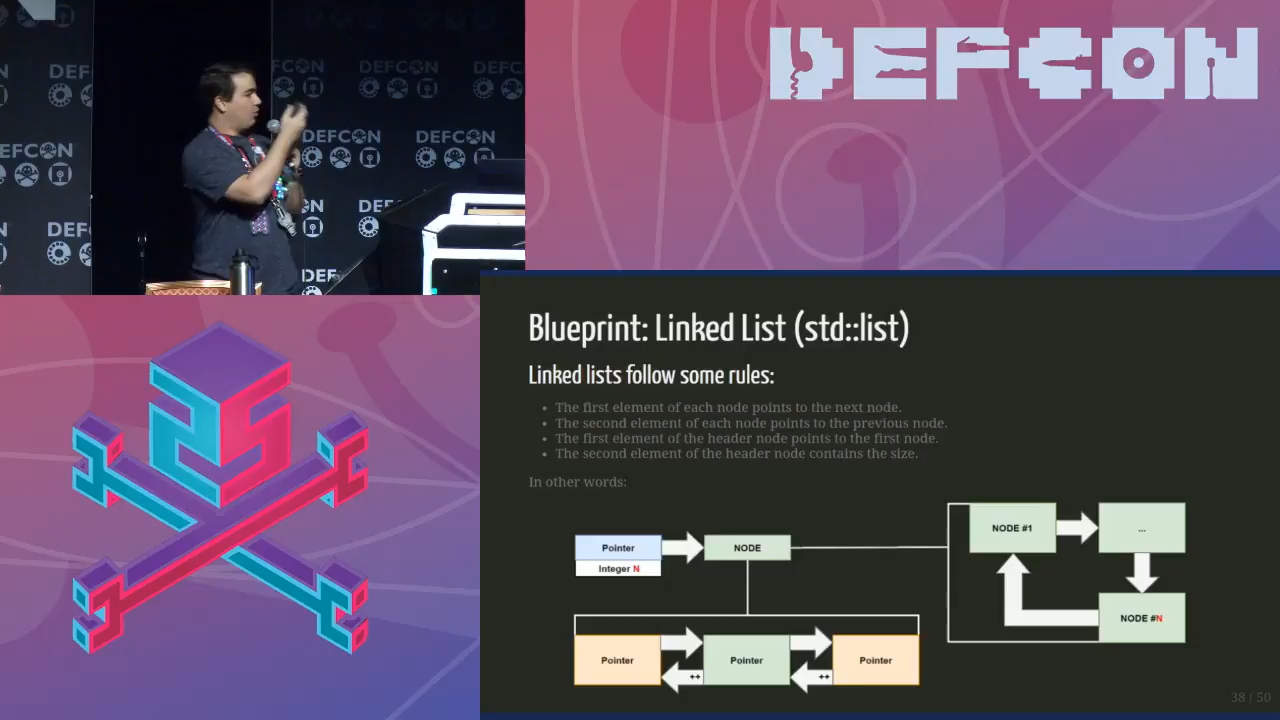 DEFCON
DEFCON
DEFCON
DEFCON
DEFCON
DEFCON
Blueprint: Linked List (std::list)
Linked lists follow some rules:
• The first element of each node points to the next node.
• The second element of each node points to the previous node.
• The first element of the header node points to the first node.
• The second element of the header node contains the size.
In other words:
NODE #1
...
Pointer
NODE
Integer N
NODE #N
Pointer
Pointer
Pointer
++
++
38 / 50